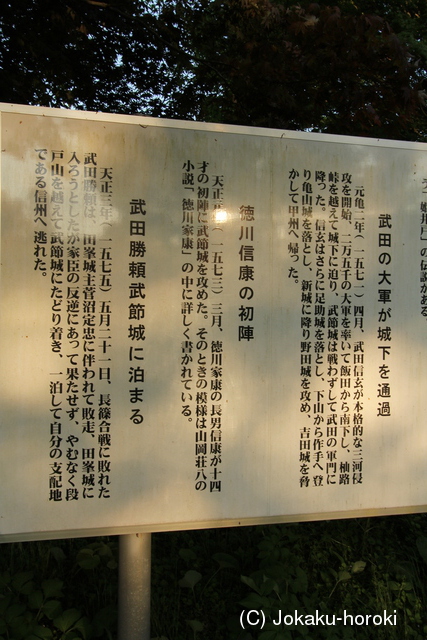 「姫井戸」の伝説がある
武田の大軍が城下を通過
元亀二年(一五七一)四月、武田信玄が本格的な三河侵
攻を開始、二万五千の大軍を率いて飯田から南下し、杣路
峠を越えて城下に迫り、武節城は戦わずして武田の軍門に
降った。信玄はさらに足助城を落とし、下山から作手へ登
り亀山城を落とし、新城に降り野田城を攻め、吉田城を脅
かして甲州へ帰った。
徳川信康の初陣
天正元年(一五七三)三月、徳川家康の長男信康が十四
才の初陣に武節城を攻めた。そのときの模様は山岡荘八の
小説「徳川家康」の中に詳しく書かれている。
武田勝頼武節城に泊まる
天正三年(一五七五)五月二十一日、長篠合戦に敗れた
武田勝頼は、田峯城主菅沼定忠に伴われて敗走、田峯城に
入ろうとしたが家臣の反逆にあって果たせず、やむなく段
戸山を越えて武節城にたどり着き、一泊して自分の支配地
である信州へ逃れた。
(C) Jokaku-horoki